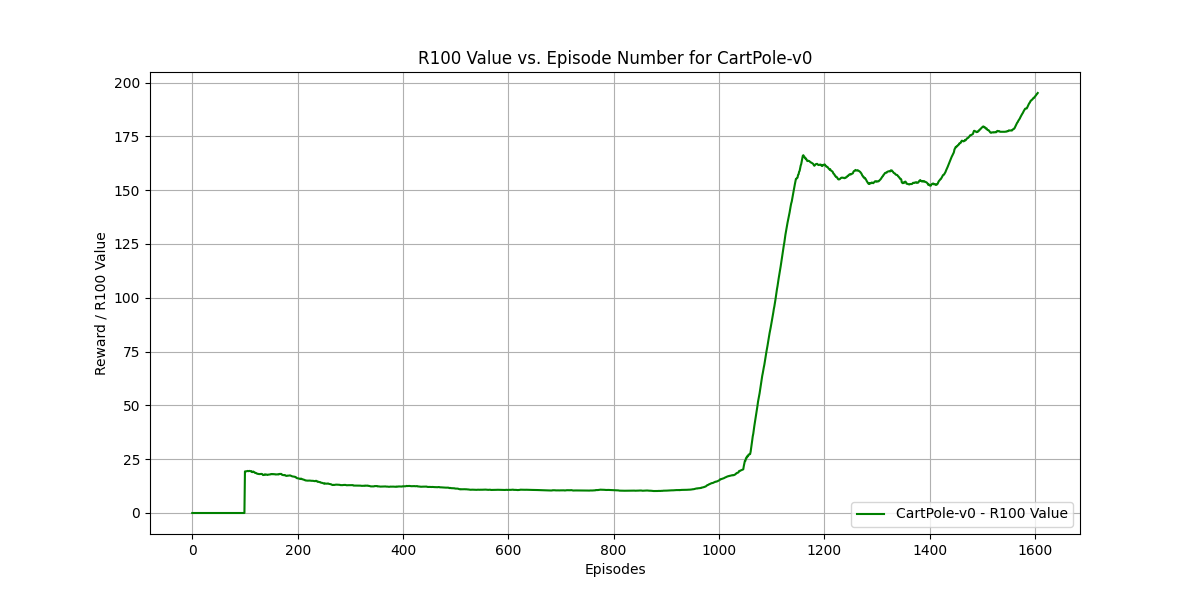 R100 Value vs. Episode Number for CartPole-v0
200
175
150
125
100
75
50
25
0
Reward / R100 Value
CartPole-v0 - R100 Value
0 200 400 600 800 1000 1200 1400 1600
Episodes